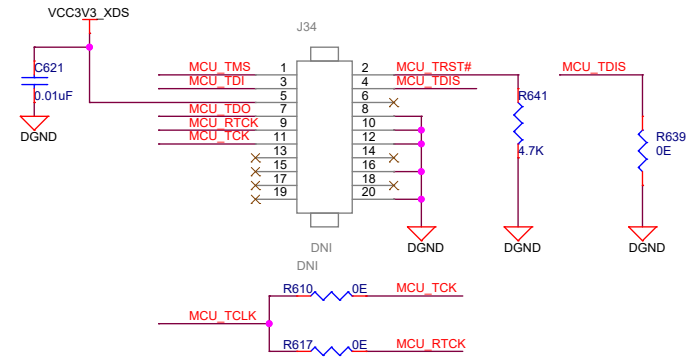 VCC3V3_XDS
J34
C621
0.01uF
DGND
MCU_TMS 1 2 MCU_TRST#
MCU_TDI 3 4 MCU_TDIS
5 6
MCU_TDO 7 8
MCU_RTCK 9 10
MCU_TCK 11 12
13 14
15 16
17 18
19 20
R641
4.7K
MCU_TDIS
R639
0E
DNI
DNI
DGND
DGND
DGND
MCU_TCLK
R610 0E MCU_TCK
R617 0E MCU_RTCK